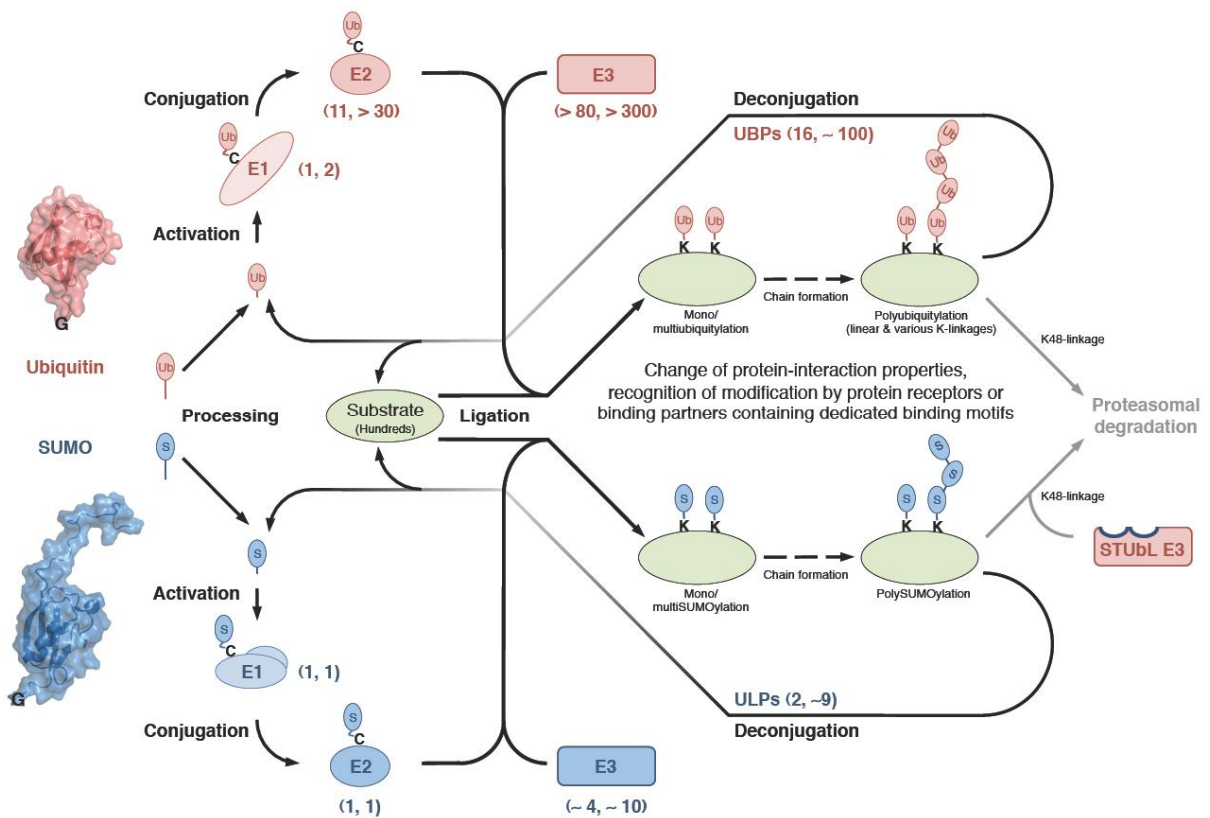 Ub
C
E2
(11, > 30)
E3
(> 80, > 300)
Conjugation
Ub
C
E1
(1, 2)
Activation
Ub
G
Ubiquitin
Ub
Deconjugation
UBPs (16, ~ 100)
Ub
Ub
K
K
Mono/
multiubiquitylation
Chain formation
Ub
Ub
Ub
Ub
Ub
K
K
Polyubiquitylation
(linear & various K-linkages)
K48-linkage
Processing
Substrate
(Hundreds)
Ligation
Change of protein-interaction properties,
recognition of modification by protein receptors or
binding partners containing dedicated binding motifs
Proteasomal
degradation
SUMO
S
G
S
Activation
S
C
E1
(1, 1)
Conjugation
S
C
E2
(1, 1)
E3
(~ 4, ~ 10)
S
S
K
K
Mono/
multiSUMOylation
Chain formation
S
S
S
S
K
K
PolySUMOylation
K48-linkage
STUbL E3
ULPs (2, ~9)
Deconjugation